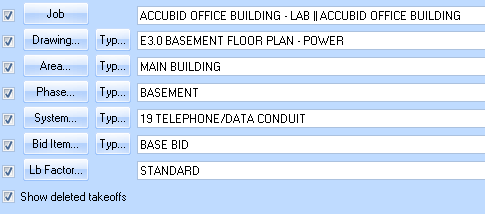 Job ACCUBID OFFICE BUILDING - LAB || ACCUBID OFFICE BUILDING
Drawing... Typ... E3.0 BASEMENT FLOOR PLAN - POWER
Area... Typ... MAIN BUILDING
Phase... Typ... BASEMENT
System... Typ... 19 TELEPHONE/DATA CONDUIT
Bid Item... Typ... BASE BID
Lb Factor... STANDARD
Show deleted takeoffs